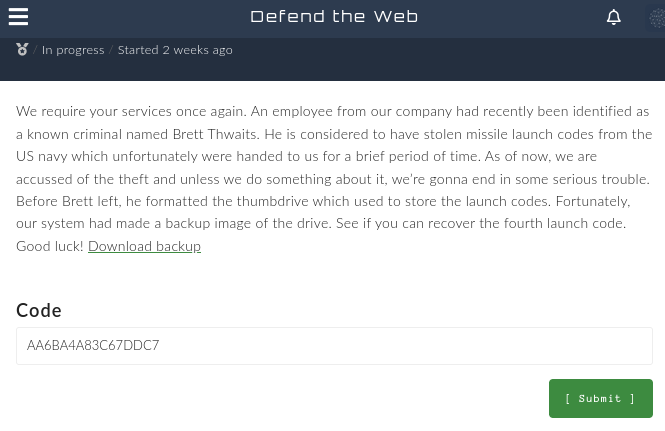 Defend the Web
/ In progress / Started 2 weeks ago
We require your services once again. An employee from our company had recently been identified as
a known criminal named Brett Thwaits. He is considered to have stolen missile launch codes from the
US navy which unfortunately were handed to us for a brief period of time. As of now, we are
accussed of the theft and unless we do something about it, we're gonna end in some serious trouble.
Before Brett left, he formatted the thumbdrive which used to store the launch codes. Fortunately,
our system had made a backup image of the drive. See if you can recover the fourth launch code.
Good luck! Download backup
Code
AA6BA4A83C67DDC7
[ Submit ]